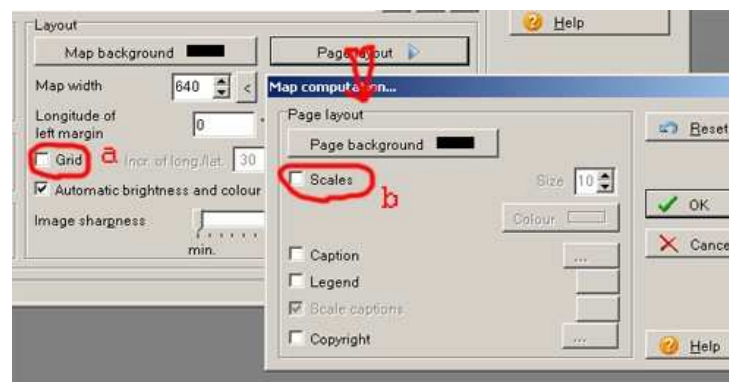 Layout
Help
Map background
Page layout
Map width
640
<
Longitude of
left margin
0
Grid
a
Incr. of long./lat.
30
Automatic brightness and colour
Image sharpness
min.
Map computation...
Page layout
Page background
Reset
Scales
Size
10
b
Colour
OK
Cance
Caption
...
Legend
Scale captions
Copyright
...
Help